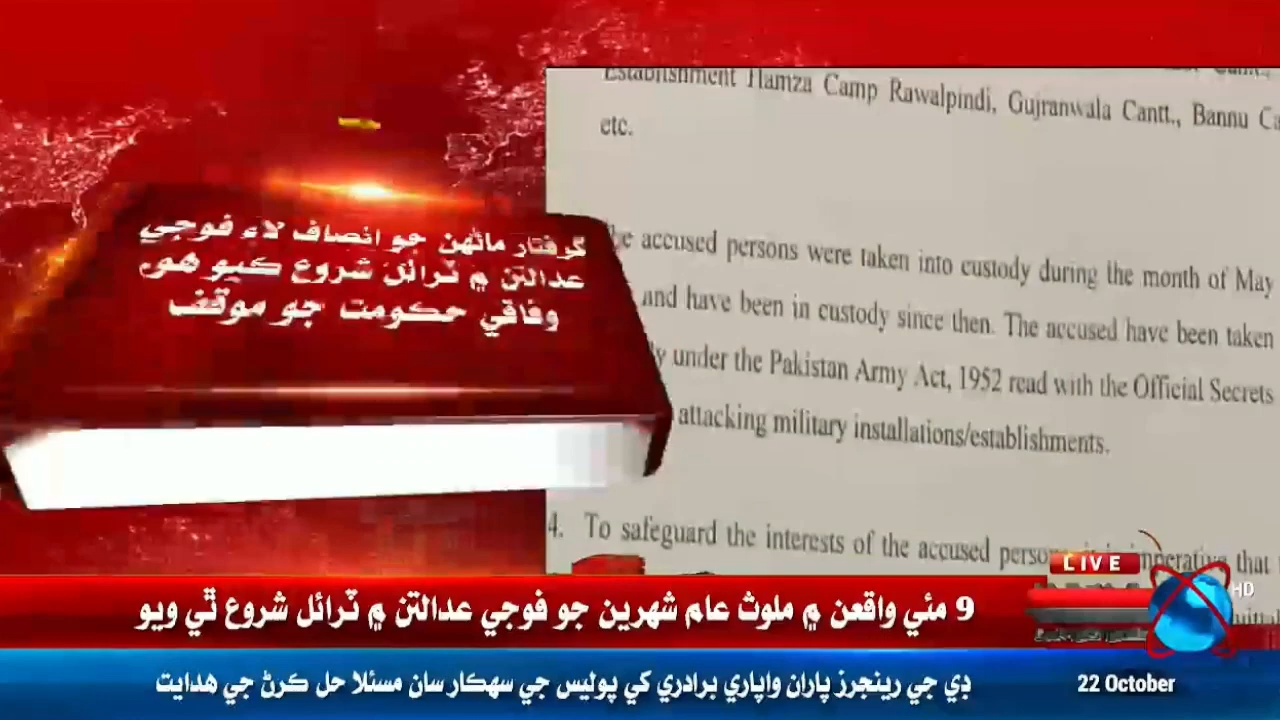 گرفتار ماڻهن جو انصاف لاءِ فوجي
عدالتن ۾ ٽرائل شروع ڪيو هو،
وفاقي حڪومت جو موقف
Establishment Hamza Camp Rawalpindi, Gujranwala Cantt., Bannu
etc.
accused persons were taken into custody during the month of May
and have been in custody since then. The accused have been taken
under the Pakistan Army Act, 1952 read with the Official Secrets
attacking military installations/establishments.
4. To safeguard the interests of the accused imperative that
LIVE
HD
9 مئي واقعن ۾ ملوث عام شهرين جو فوجي عدالتن ۾ ٽرائل شروع ٿي ويو
ڊي جي رينجرز پاران واپاري برادري کي پوليس جي سهڪار سان مسئلا حل ڪرڻ جي هدايت
22 October